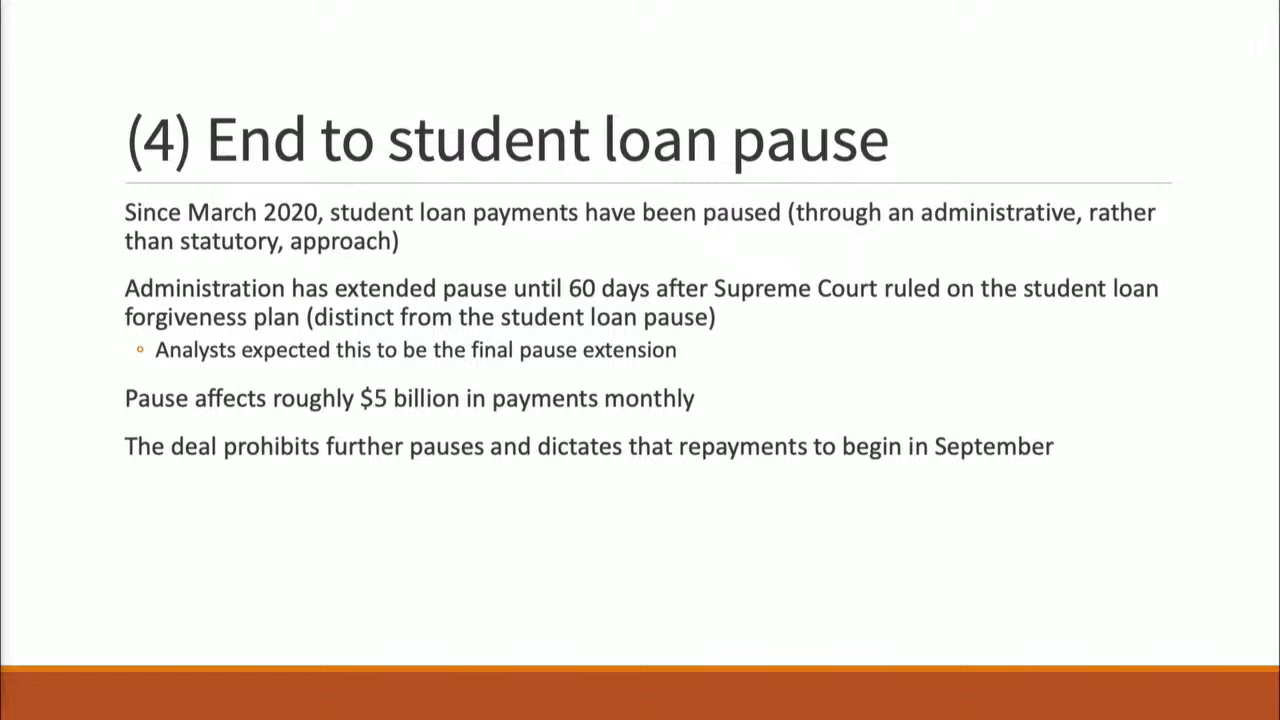 (4) End to student loan pause
Since March 2020, student loan payments have been paused (through an administrative, rather
than statutory, approach)
Administration has extended pause until 60 days after Supreme Court ruled on the student loan
forgiveness plan (distinct from the student loan pause)
Analysts expected this to be the final pause extension
Pause affects roughly $5 billion in payments monthly
The deal prohibits further pauses and dictates that repayments to begin in September